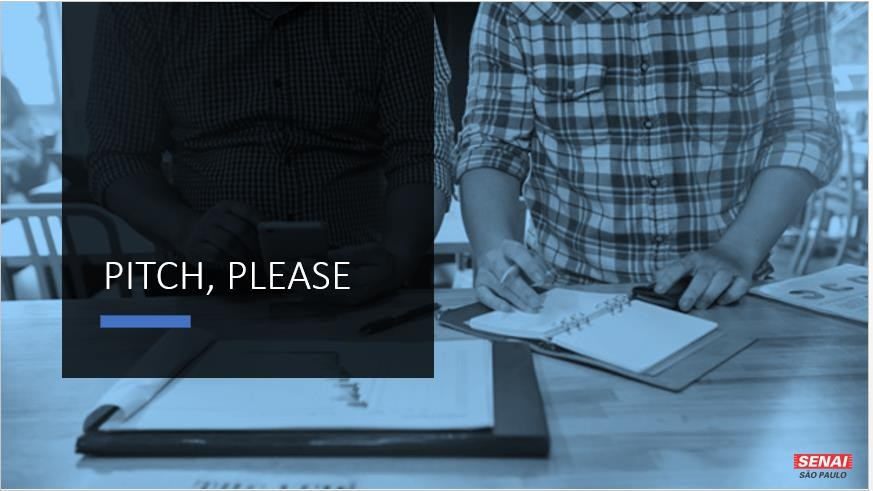 PITCH, PLEASE
SENAI
SÃO PAULO